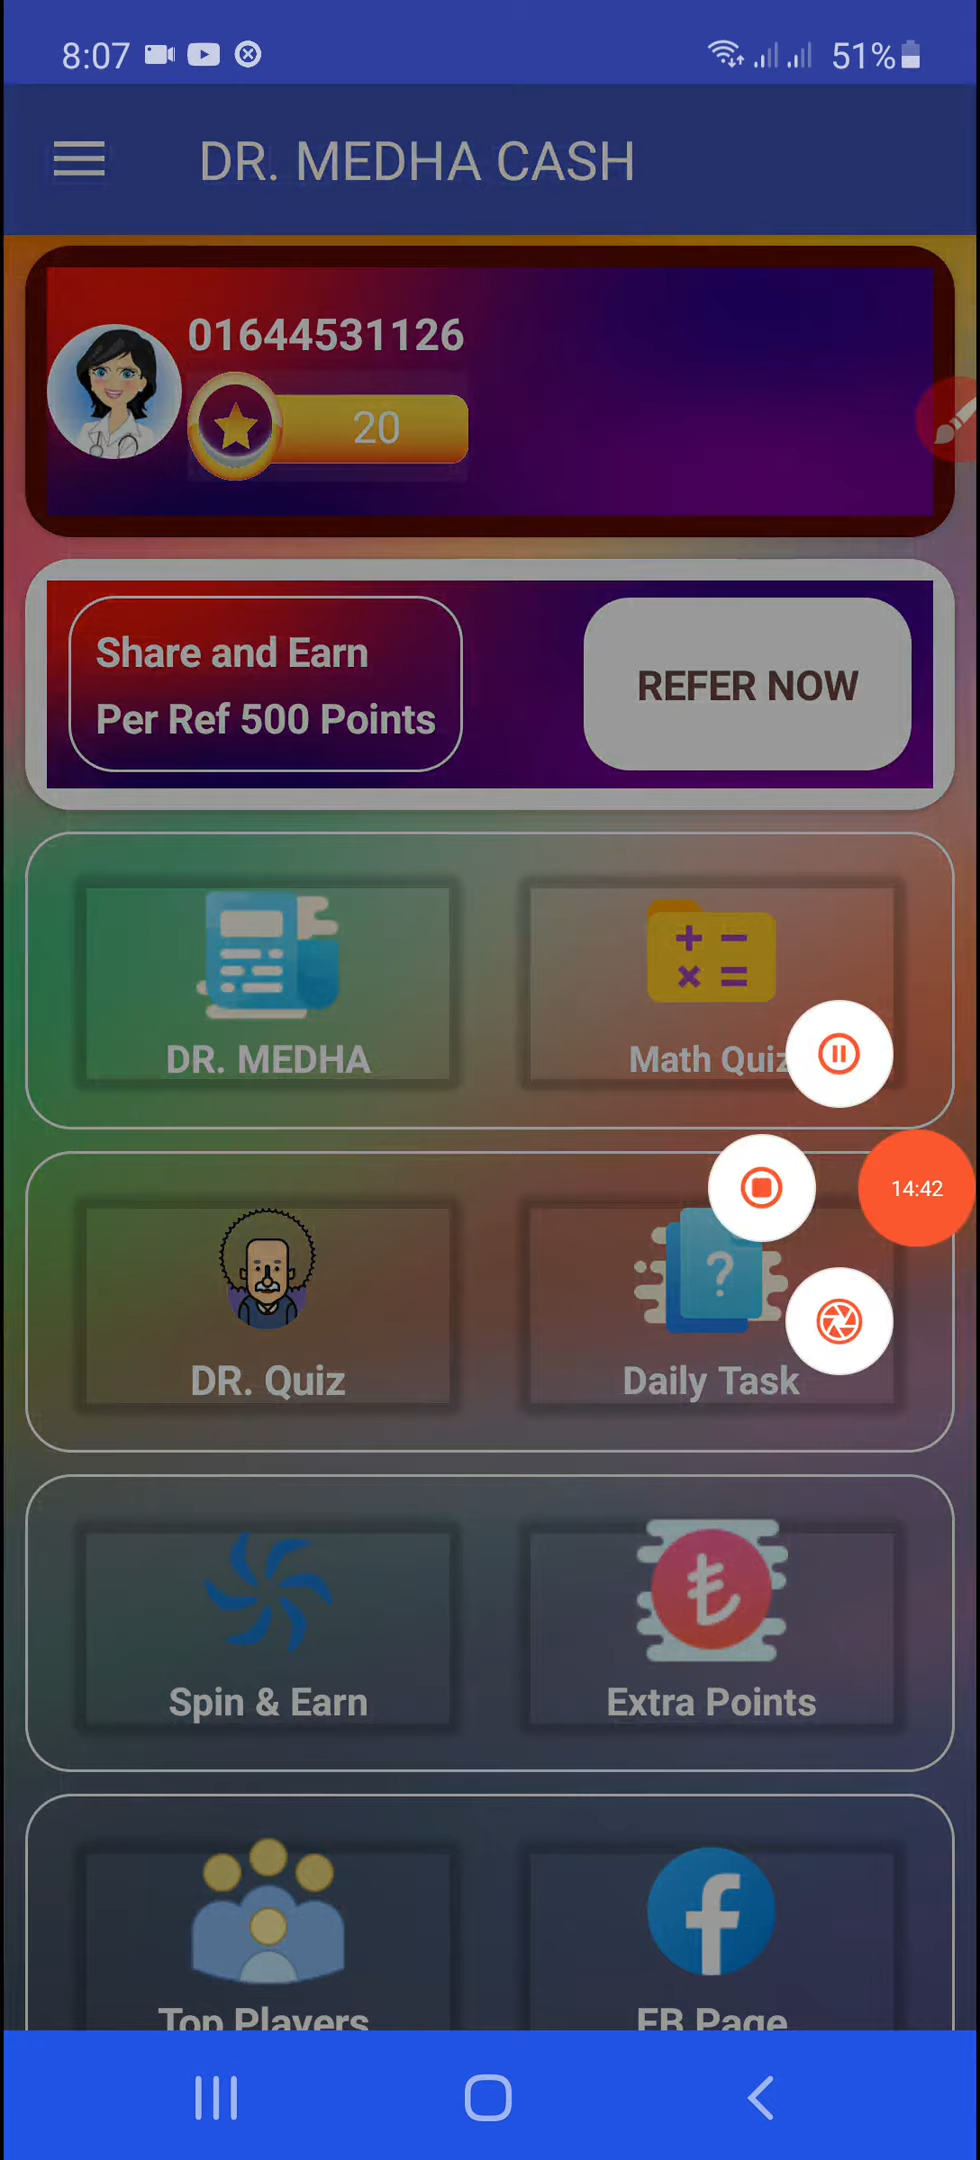 8:07
51%
DR. MEDHA CASH
01644531126
20
Share and Earn
Per Ref 500 Points
REFER NOW
DR. MEDHA
Math Quiz
14:42
DR. Quiz
Daily Task
Spin & Earn
Extra Points
Top Players
FB Page